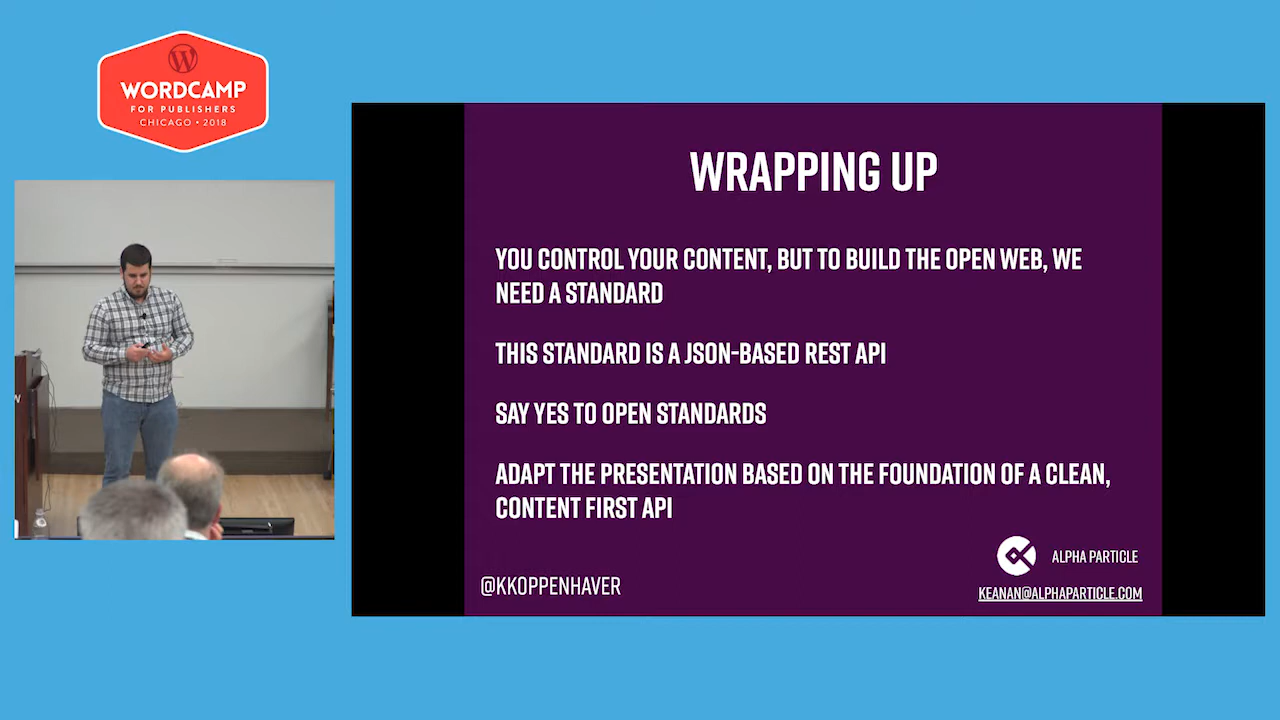 WORDCAMP
FOR PUBLISHERS
CHICAGO • 2018
WRAPPING UP
YOU CONTROL YOUR CONTENT, BUT TO BUILD THE OPEN WEB, WE
NEED A STANDARD
THIS STANDARD IS A JSON-BASED REST API
SAY YES TO OPEN STANDARDS
ADAPT THE PRESENTATION BASED ON THE FOUNDATION OF A CLEAN,
CONTENT FIRST API
ALPHA PARTICLE
@KKOPPENHAVER
KEANAN@ALPHAPARTICLE.COM